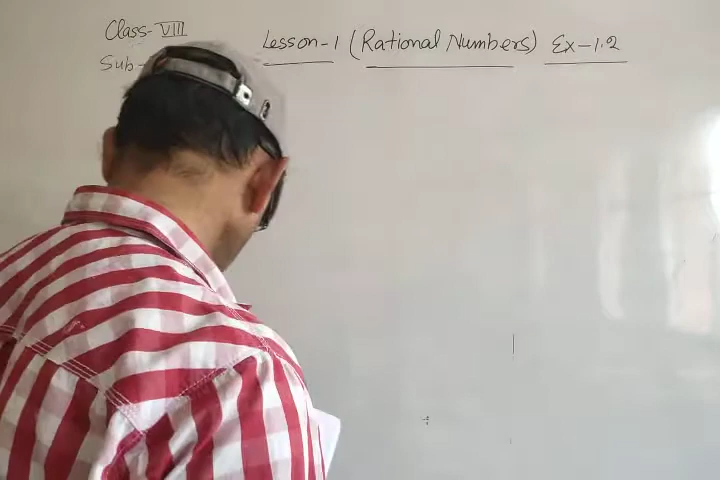 Class- VIII
Lesson-1 (Rational Numbers) Ex-1.2
Sub-